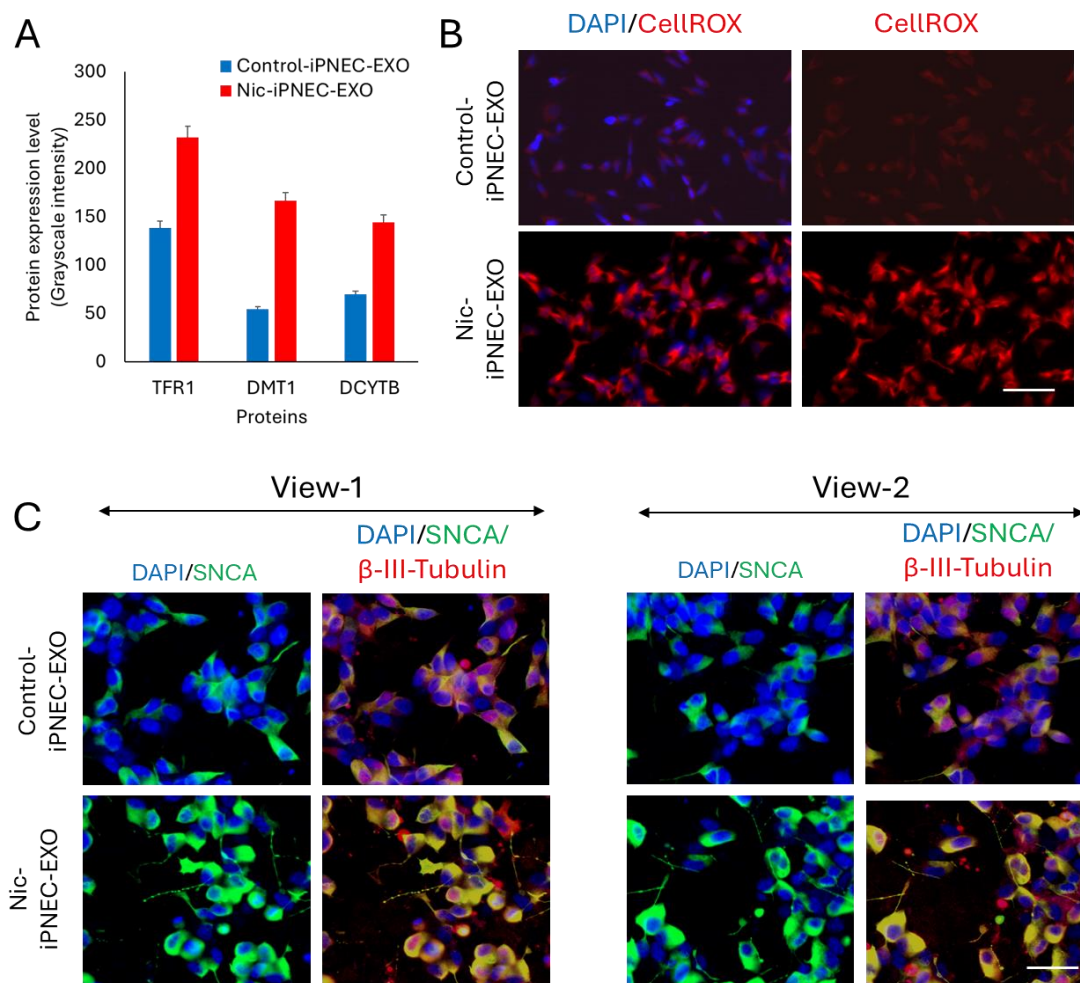 A
300
250
200
150
100
50
0
Protein expression level
(Grayscale intensity)
Control-iPNEC-EXO
Nic-iPNEC-EXO
TFR1 DMT1 DCYTB
Proteins
B
DAPI/CellROX CellROX
Control-
iPNEC-EXO
Nic-
iPNEC-EXO
C
View-1 View-2
DAPI/SNCA
DAPI/SNCA/
β-III-Tubulin
DAPI/SNCA
DAPI/SNCA/
β-III-Tubulin
Control-
iPNEC-EXO
Nic-
iPNEC-EXO